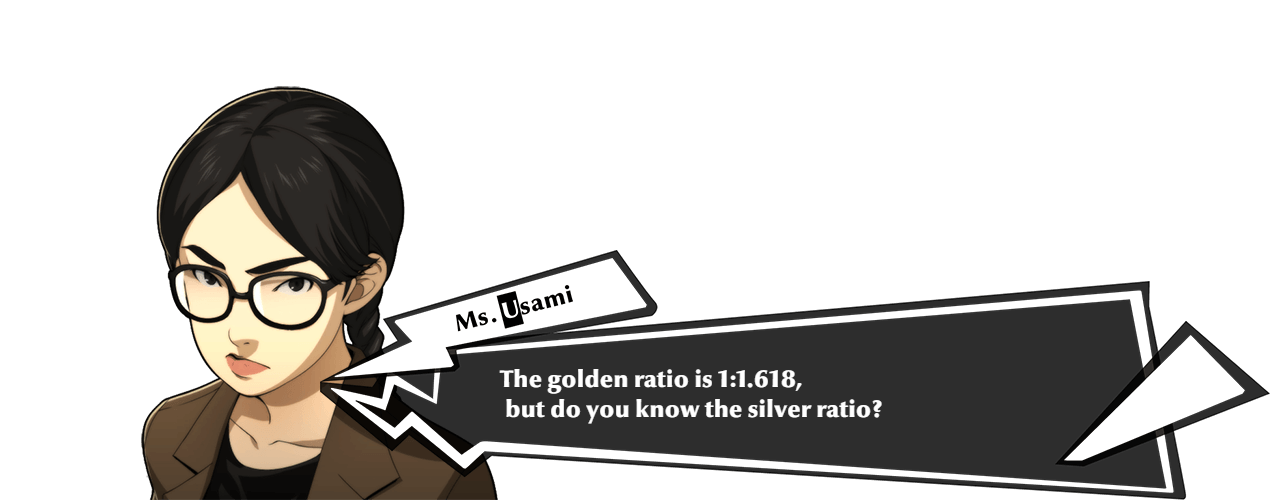 Ms. Usami
The golden ratio is 1:1.618,
but do you know the silver ratio?